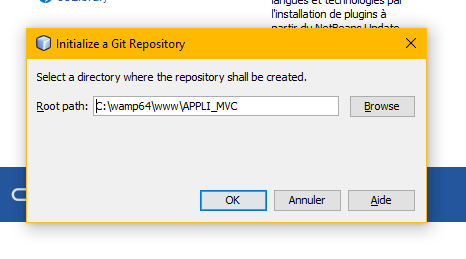 langues et technologies par
l'installation de plugins à
partir du NetBeans Update
Initialize a Git Repository
Select a directory where the repository shall be created.
Root path: C:\wamp64\www\APPLI_MVC Browse
OK Annuler Aide